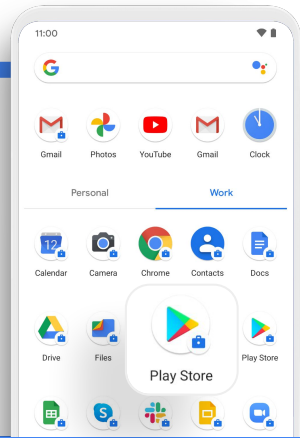 11:00
Gmail Photos YouTube Gmail Clock
Personal Work
12
Calendar Camera Chrome Contacts Docs
Drive Files Play Store
Play Store